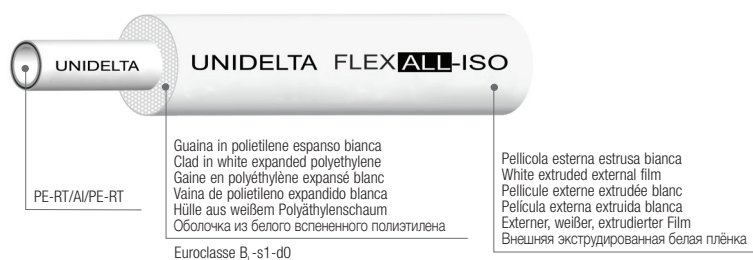 UNIDELTA
UNIDELTA FLEXALL-ISO
PE-RT/Al/PE-RT
Guaina in polietilene espanso bianca
Clad in white expanded polyethylene
Gaine en polyéthylène expansé blanc
Vaina de polietileno expandido blanca
Hülle aus weißem Polyäthylenschaum
Оболочка из белого вспененного полиэтилена
Euroclasse BL-s1-d0
Pellicola esterna estrusa bianca
White extruded external film
Pellicule externe extrudée blanc
Película externa extruida blanca
Externer, weißer, extrudierter Film
Внешняя экструдированная белая плёнка